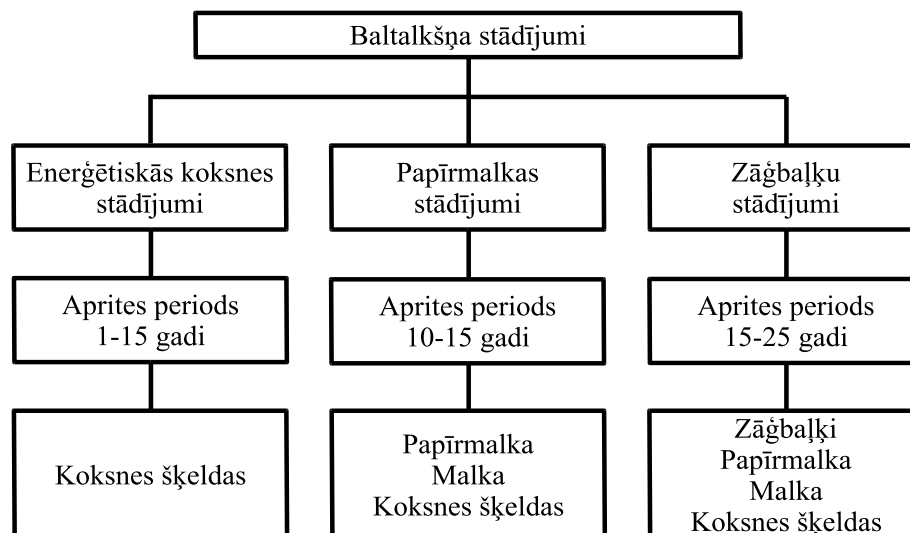 Baltalkšņa stādījumi
Enerģētiskās koksnes
stādījumi
Papīrmalkas
stādījumi
Zāģbaļķu
stādījumi
Aprites periods
1-15 gadi
Aprites periods
10-15 gadi
Aprites periods
15-25 gadi
Koksnes šķeldas
Papīrmalka
Malka
Koksnes šķeldas
Zāģbaļķi
Papīrmalka
Malka
Koksnes šķeldas